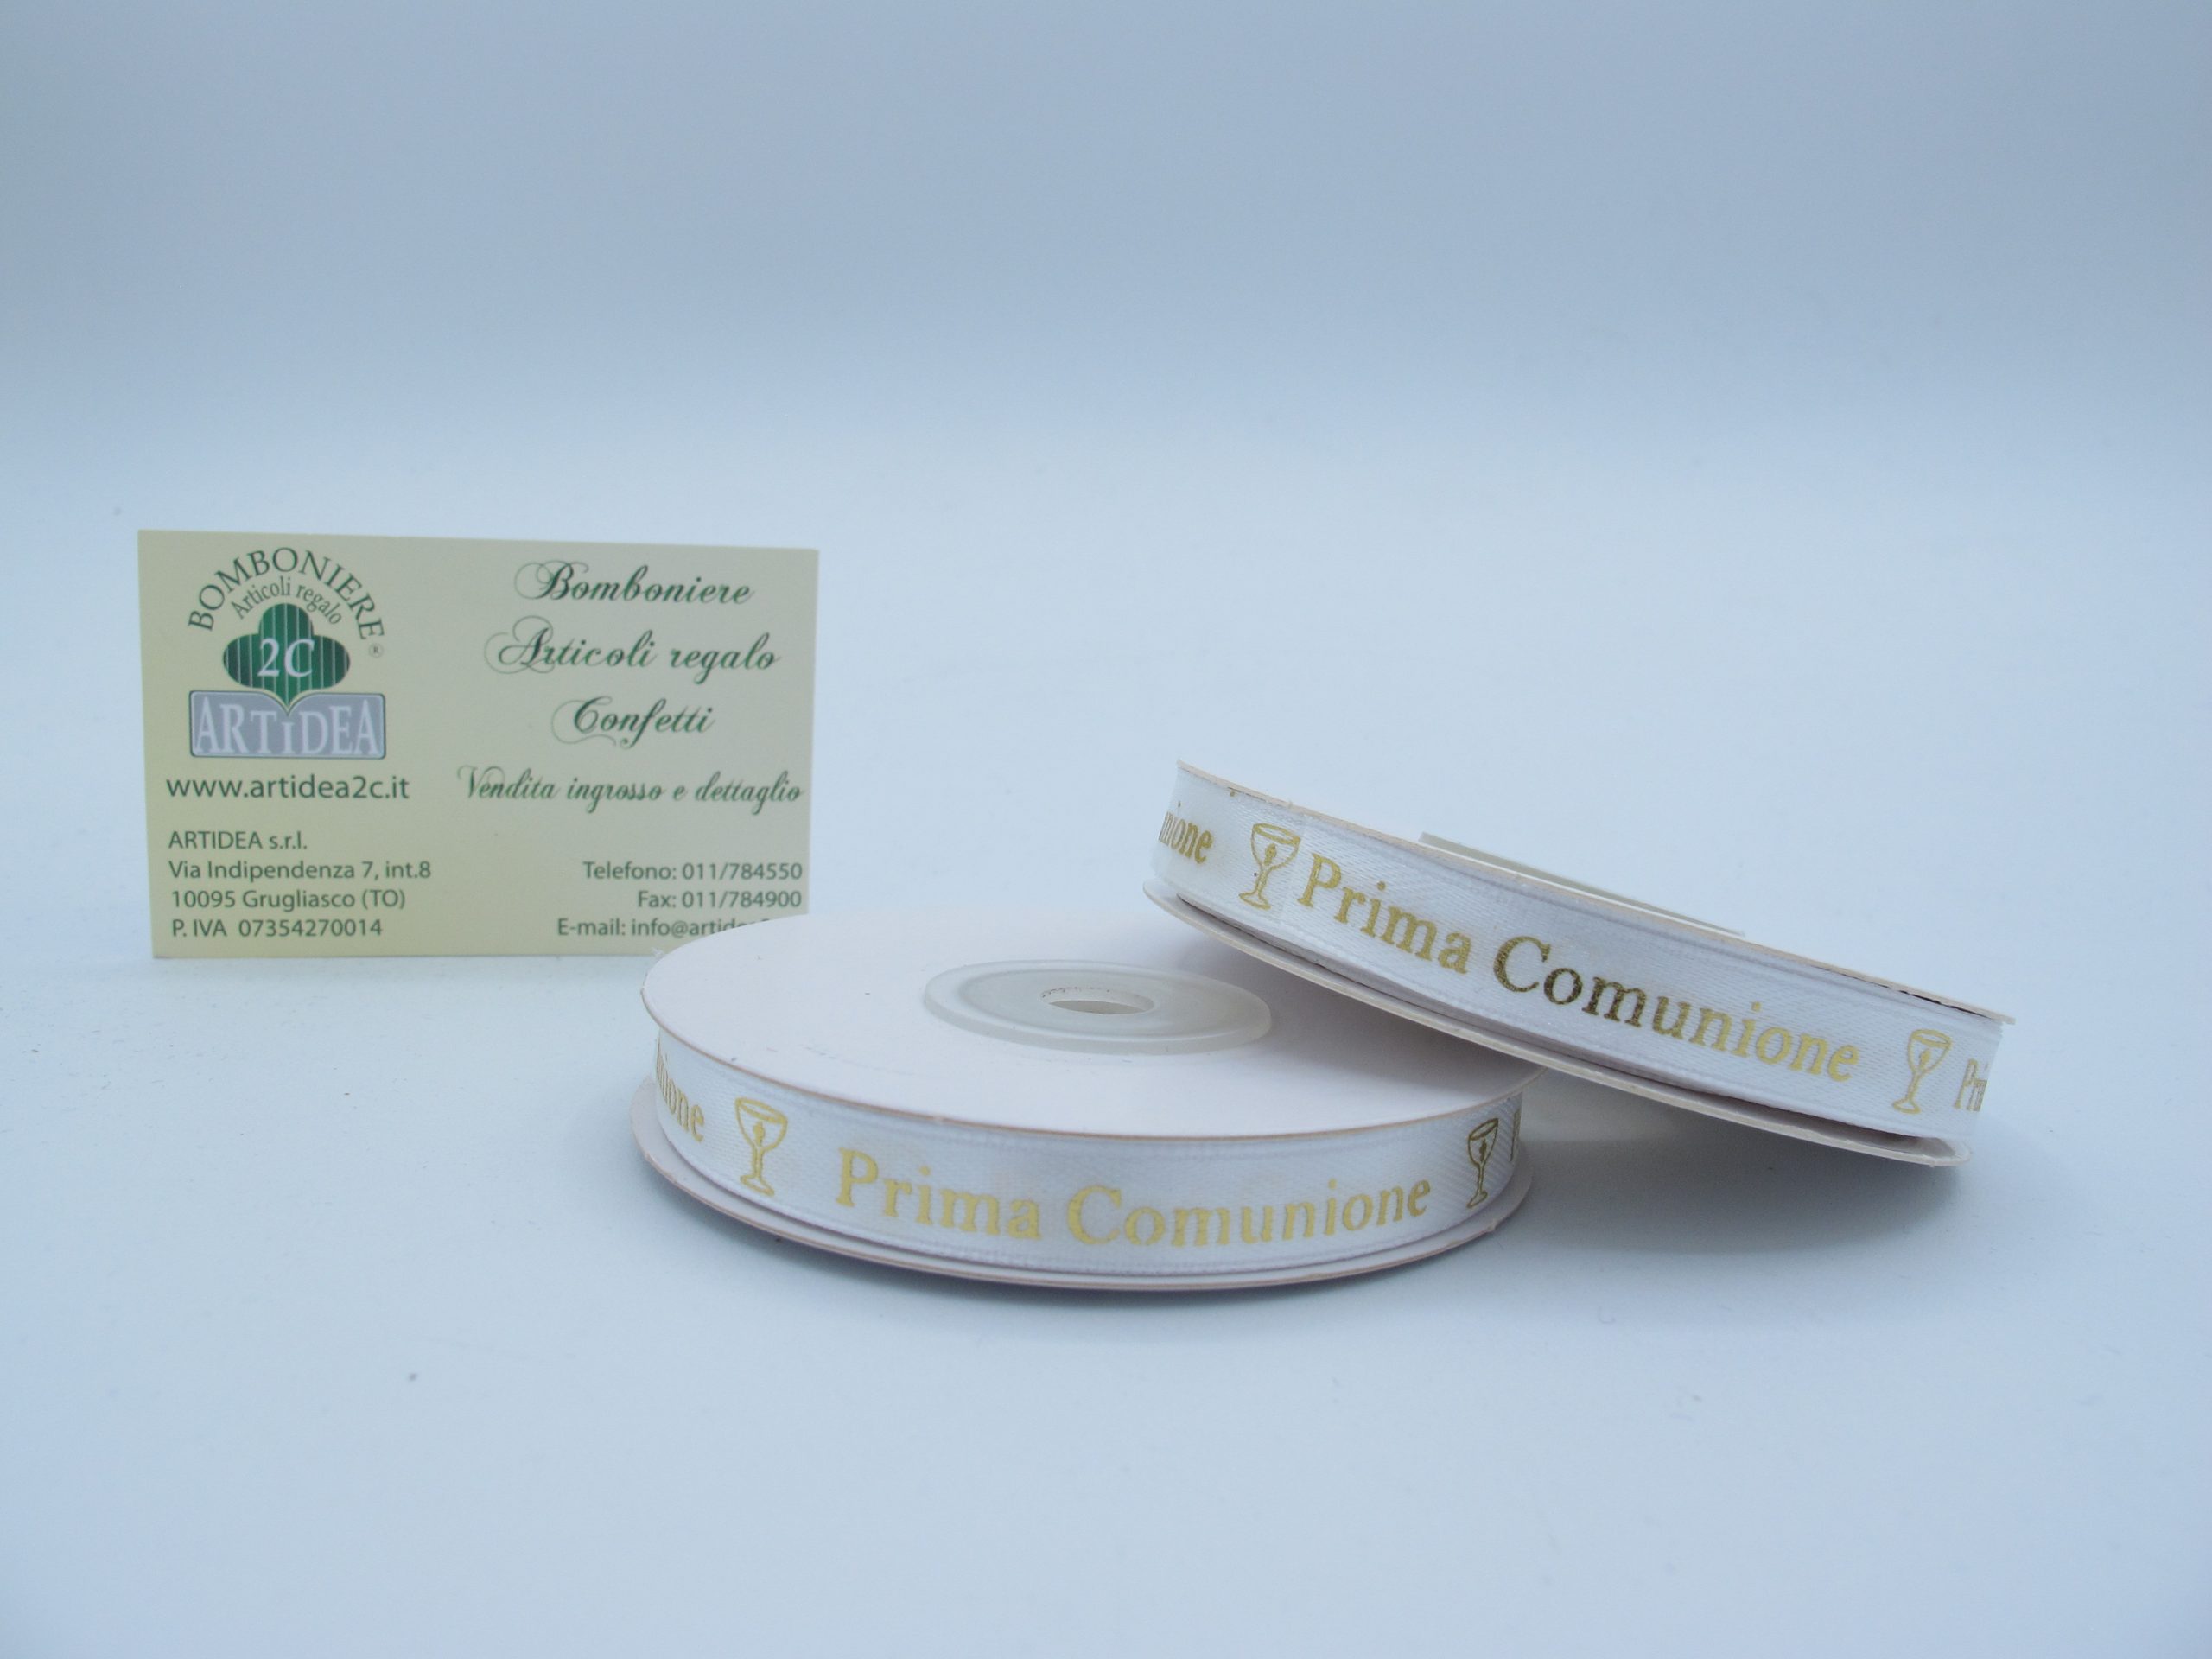 BOMBONIERE
Articoli regalo
®
2C
ARTiDEA
www.artidea2c.it
ARTIDEA s.r.l.
Via Indipendenza 7, int.8
10095 Grugliasco (TO)
P. IVA 07354270014
Bomboniere
Articoli regalo
Confetti
Vendita ingrosso e dettaglio
Telefono: 011/784550
Fax: 011/784900
E-mail:
Prima Comunione
Prima Comunione